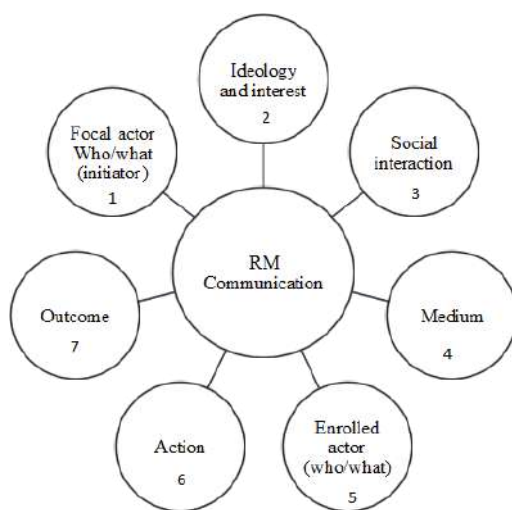 Focal actor
Who/what
(initiator)
1
Ideology
and interest
2
Social
interaction
3
Medium
4
Enrolled
actor
(who/what)
5
Action
6
Outcome
7
RM
Communication